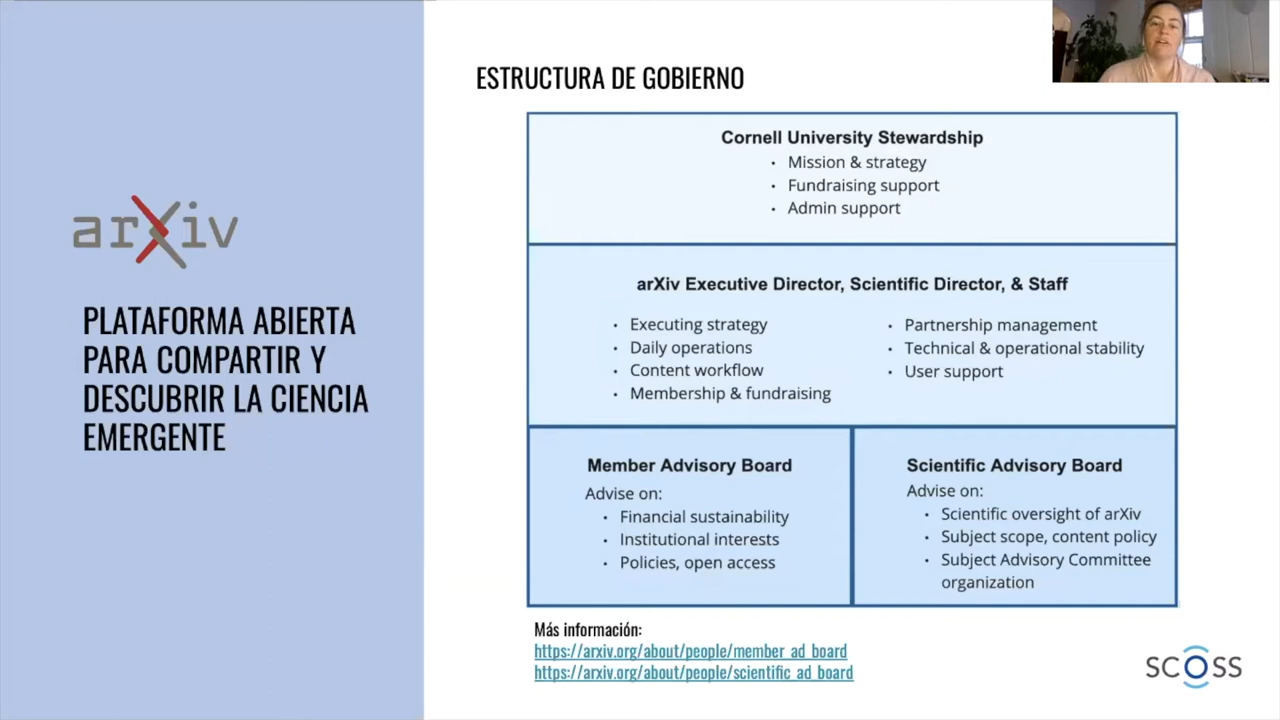 arXiv
PLATAFORMA ABIERTA
PARA COMPARTIR Y
DESCUBRIR LA CIENCIA
EMERGENTE
ESTRUCTURA DE GOBIERNO
Cornell University Stewardship
• Mission & strategy
• Fundraising support
• Admin support
arXiv Executive Director, Scientific Director, & Staff
• Executing strategy
• Daily operations
• Content workflow
• Membership & fundraising
• Partnership management
• Technical & operational stability
• User support
Member Advisory Board
Advise on:
• Financial sustainability
• Institutional interests
• Policies, open access
Scientific Advisory Board
Advise on:
• Scientific oversight of arXiv
• Subject scope, content policy
• Subject Advisory Committee
organization
Más información:
https://arxiv.org/about/people/member_ad_board
https://arxiv.org/about/people/scientific_ad_board
SCOSS